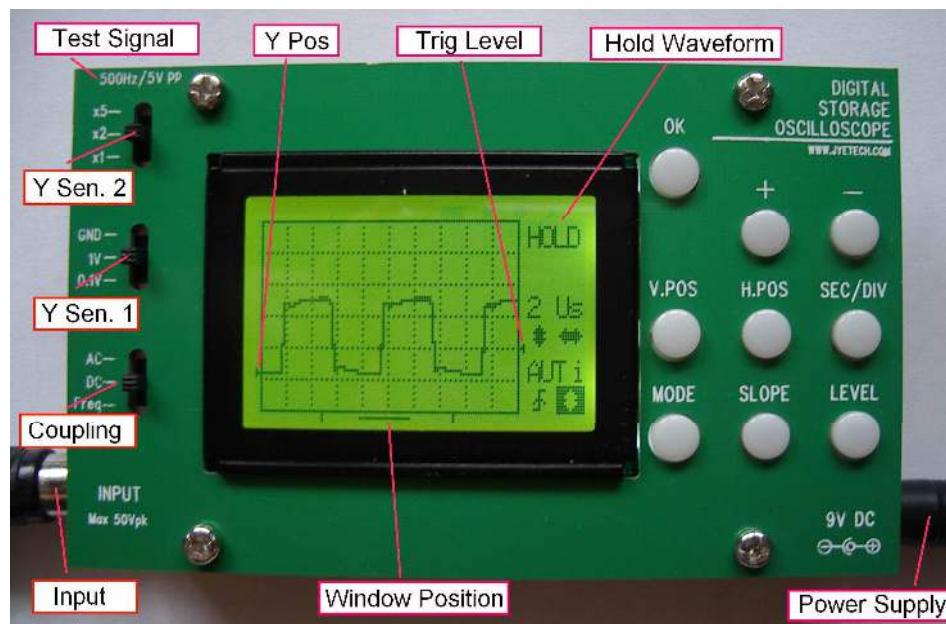 Test Signal
Y Pos
Trig Level
Hold Waveform
500Hz/5V PP
DIGITAL
STORAGE
OSCILLOSCOPE
WWW.JYETECH.COM
x5
x2
x1
OK
Y Sen. 2
+
−
GND
1V
0.1V
HOLD
Y Sen. 1
V.POS
H.POS
SEC/DIV
2 Us
AC
DC
Freq
AUTi
MODE
SLOPE
LEVEL
Coupling
INPUT
Max 50Vpk
9V DC
Input
Window Position
Power Supply